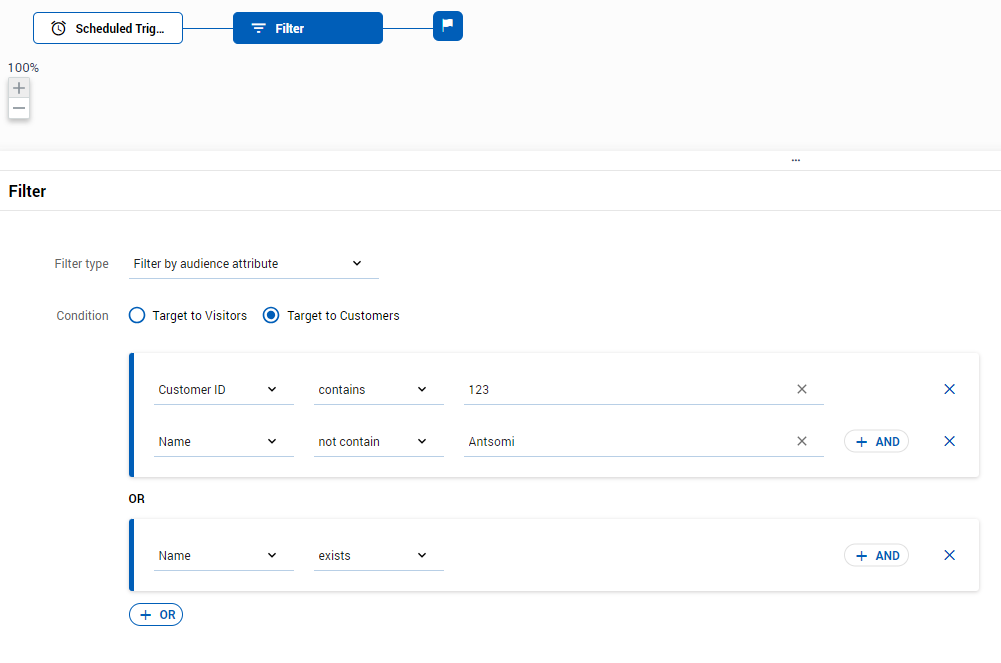 Scheduled Trig...
Filter
100%
Filter
Filter type Filter by audience attribute
Condition Target to Visitors Target to Customers
Customer ID contains 123
Name not contain Antsomi + AND
OR
Name exists + AND
+ OR